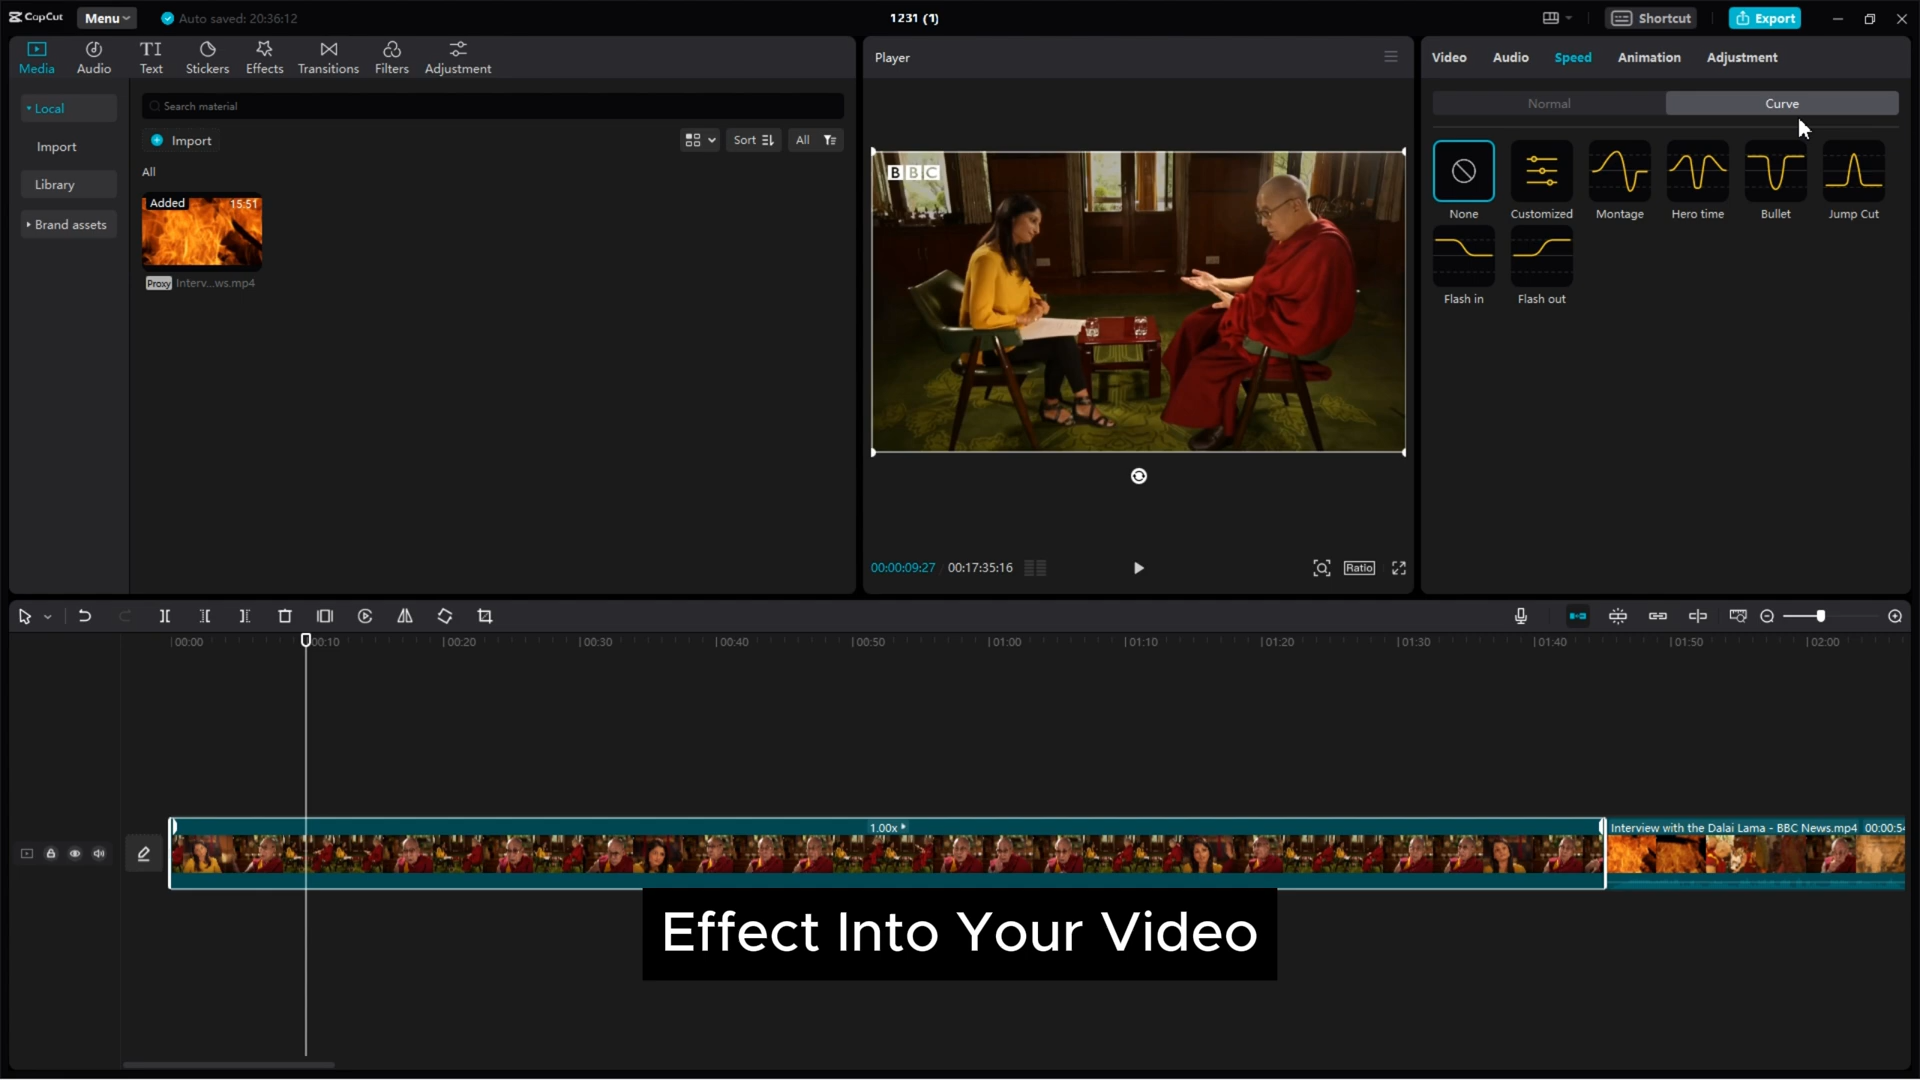 CapCut
Menu
Auto saved: 20:36:12
1231 (1)
Shortcut
Export
Media
Audio
Text
Stickers
Effects
Transitions
Filters
Adjustment
Local
Import
Library
Brand assets
Search material
Import
Sort
All
All
Added
15:51
Proxy
Interv...ws.mp4
Player
BBC
00:00:09:27
00:17:35:16
Ratio
Video
Audio
Speed
Animation
Adjustment
Normal
Curve
None
Customized
Montage
Hero time
Bullet
Jump Cut
Flash in
Flash out
00:00
00:10
00:20
00:30
00:40
00:50
01:00
01:10
01:20
01:30
01:40
01:50
02:00
1.00x
Interview with the Dalai Lama - BBC News.mp4
00:00:54
Effect Into Your Video